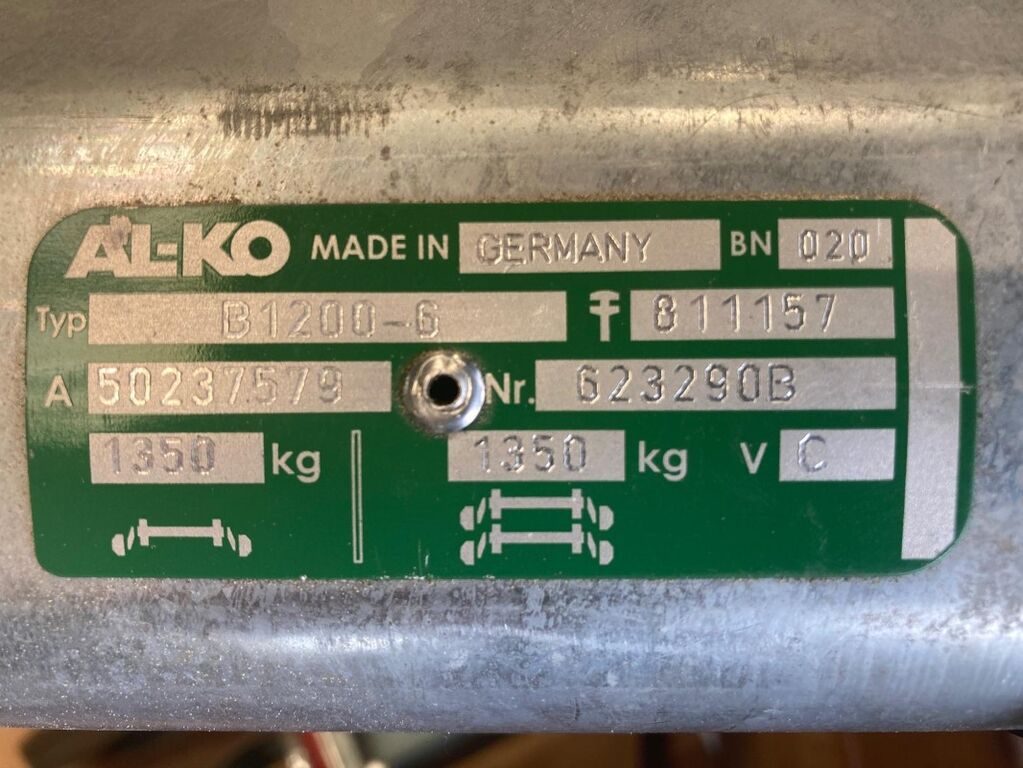 AL-KO MADE IN GERMANY BN 020
Typ B1200-6 811157
A 50237579 Nr. 623290B
1350 kg 1350 kg V C